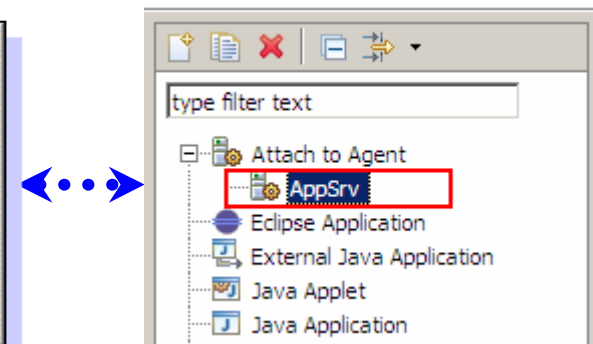 type filter text
Attach to Agent
AppSrv
Eclipse Application
External Java Application
Java Applet
Java Application